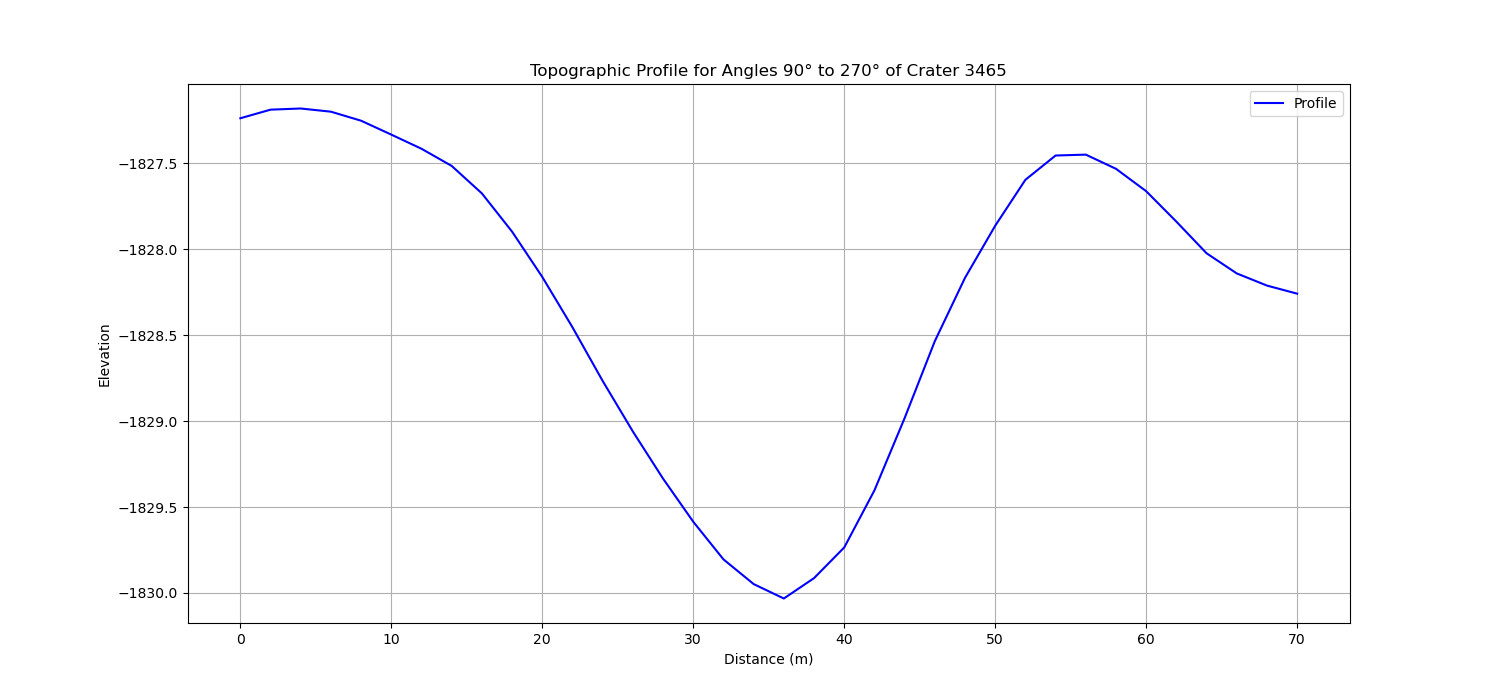 Topographic Profile for Angles 90° to 270° of Crater 3465
Profile
Elevation
−1827.5
−1828.0
−1828.5
−1829.0
−1829.5
−1830.0
0 10 20 30 40 50 60 70
Distance (m)